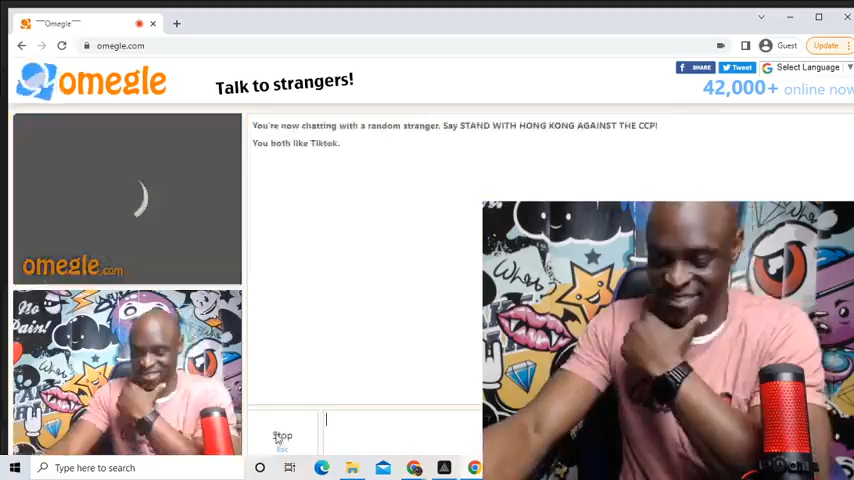 ""Omegle""
omegle.com
Guest
Update
omegle
Talk to strangers!
SHARE
Tweet
Select Language
42,000+ online now
You're now chatting with a random stranger. Say STAND WITH HONG KONG AGAINST THE CCP!
You both like Tiktok.
omegle.com
No
Pain!
Whos
Stop
Esc
Type here to search